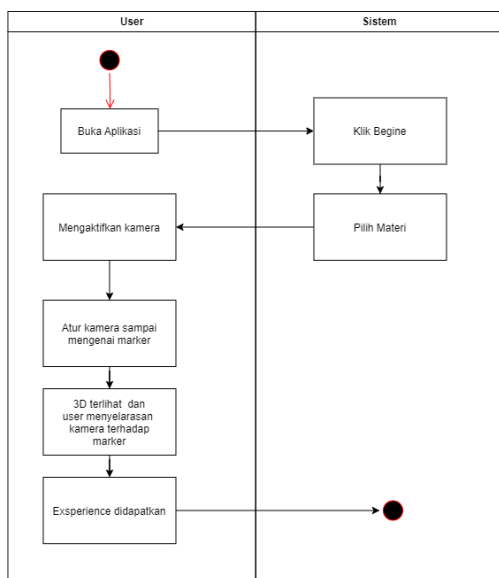 User
Sistem
Buka Aplikasi
Klik Begine
Mengaktifkan kamera
Pilih Materi
Atur kamera sampai
mengenai marker
3D terlihat dan
user menyelarasan
kamera terhadap
marker
Exsperience didapatkan